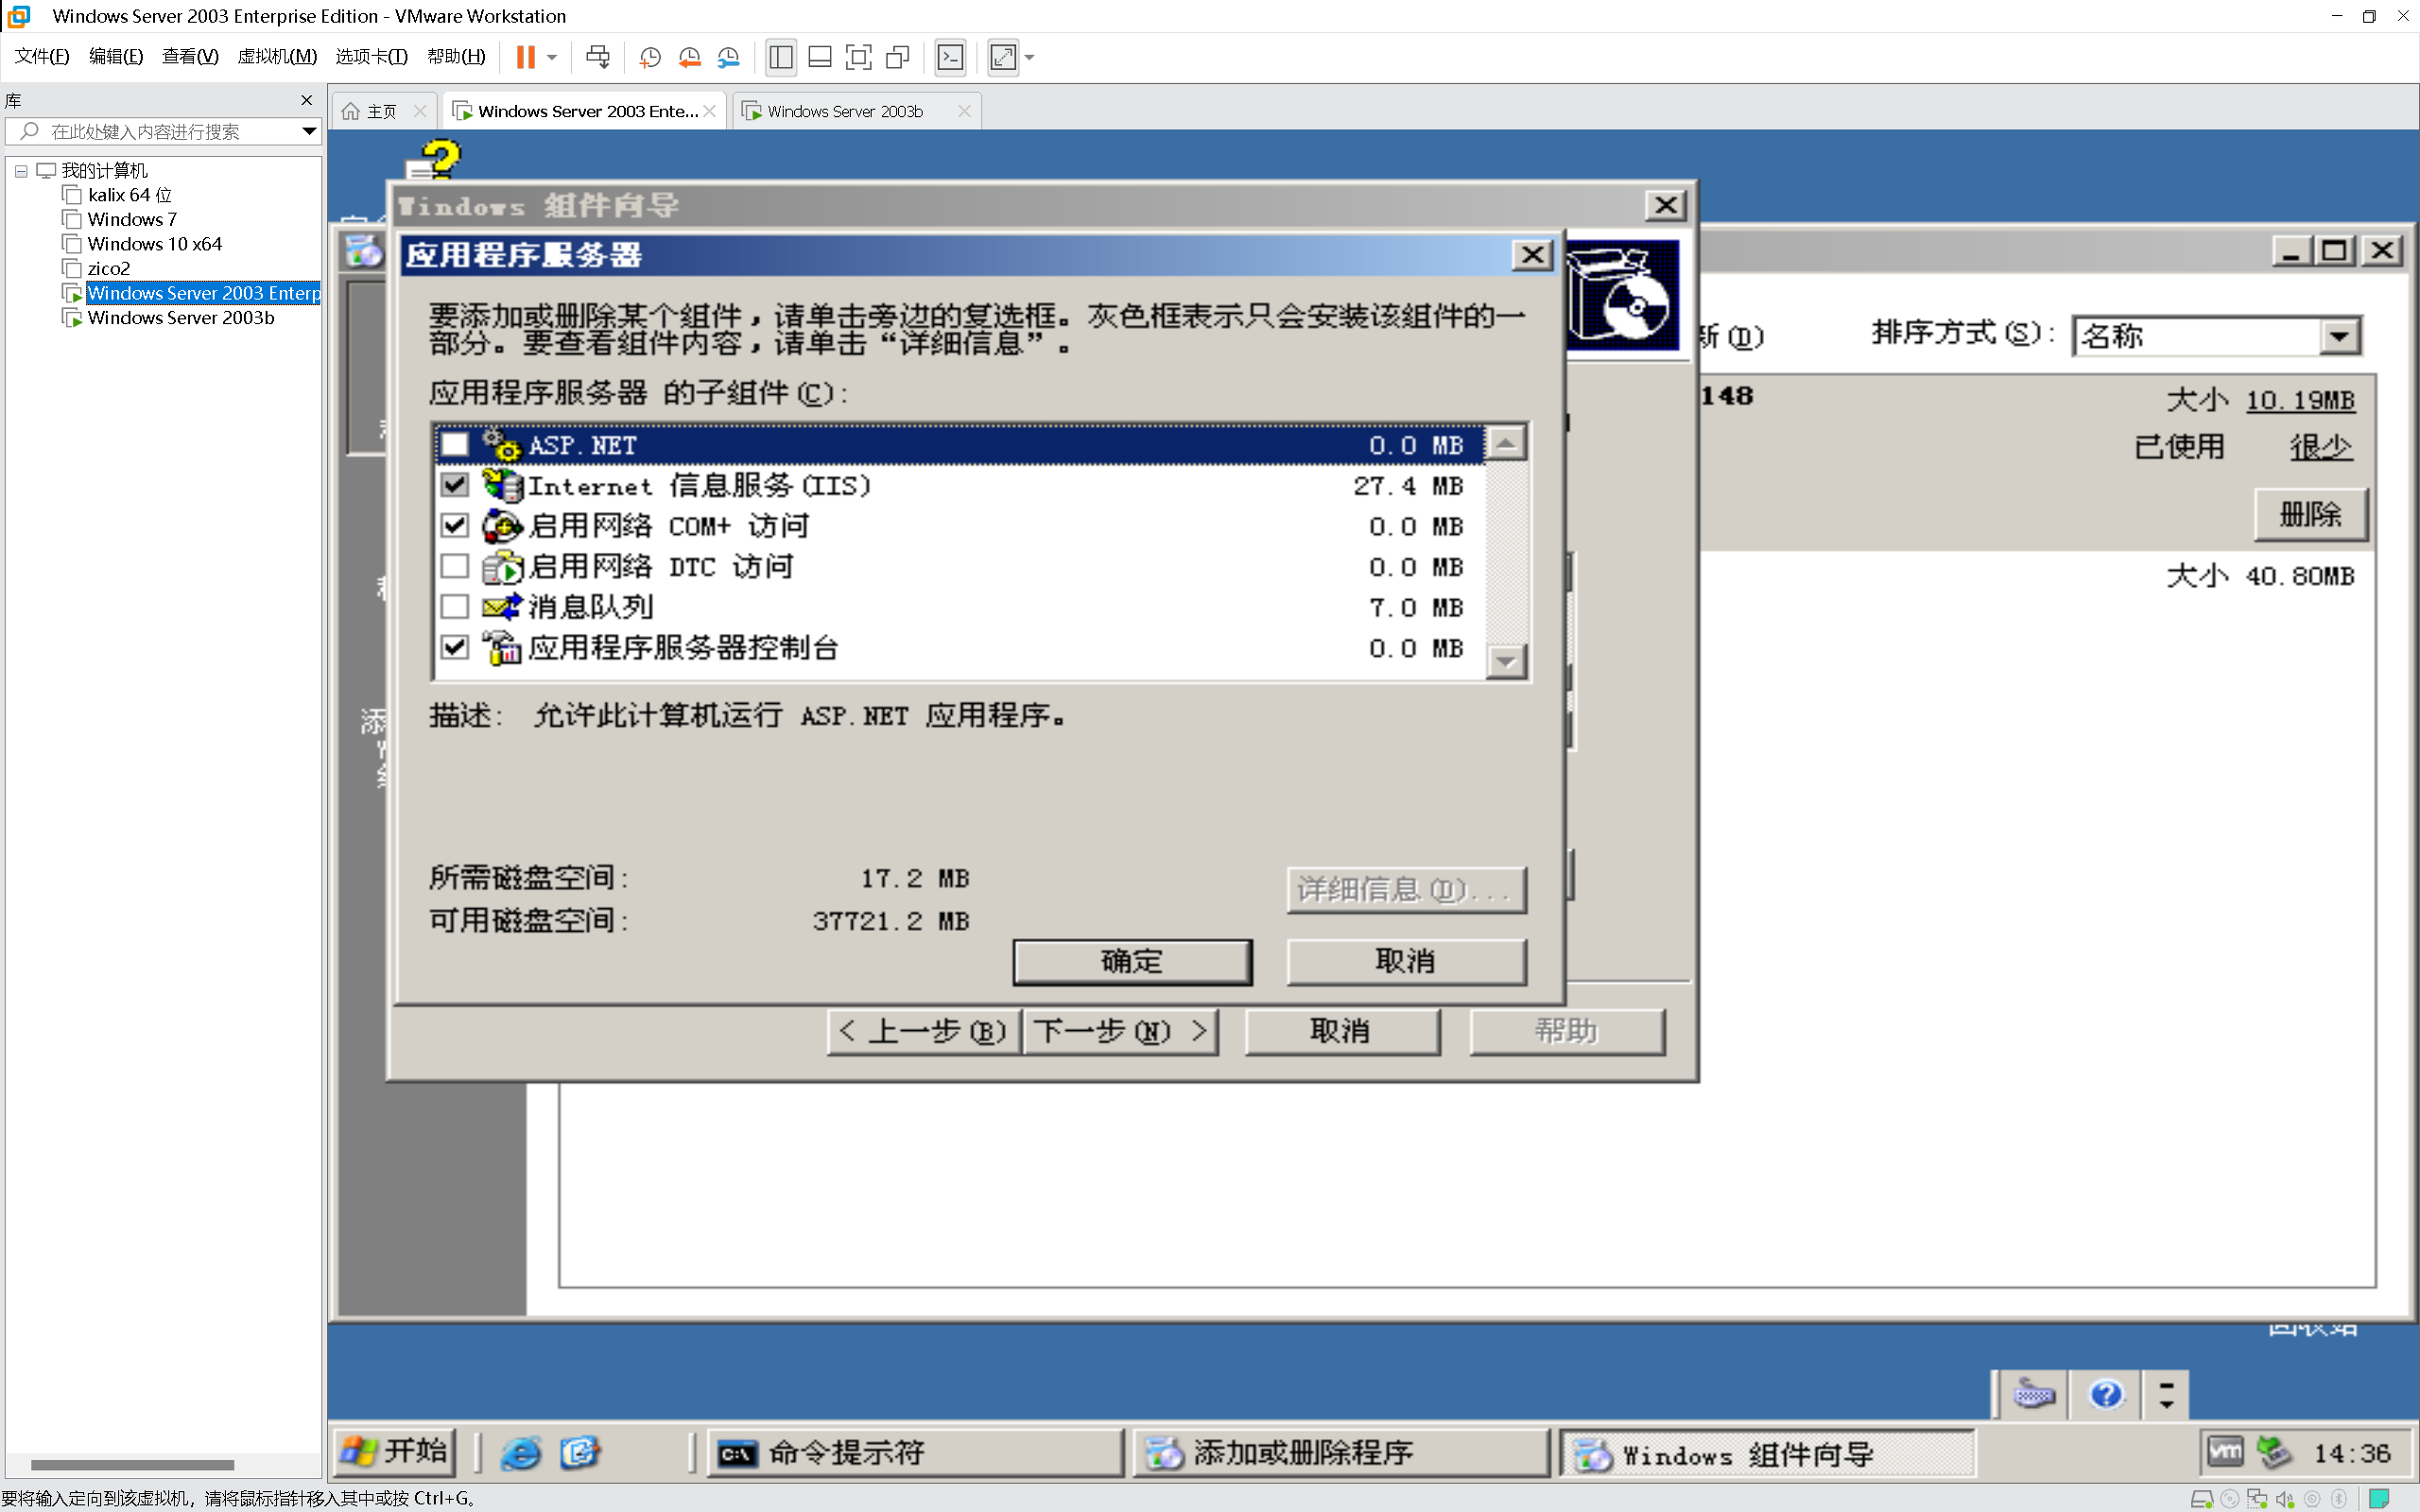 Windows Server 2003 Enterprise Edition - VMware Workstation
文件(F) 编辑(E) 查看(V) 虚拟机(M) 选项卡(T) 帮助(H)
库
在此处键入内容进行搜索
我的计算机
kalix 64 位
Windows 7
Windows 10 x64
zico2
Windows Server 2003 Enterp
Windows Server 2003b
主页
Windows Server 2003 Ente...
Windows Server 2003b
Windows 组件向导
应用程序服务器
要添加或删除某个组件，请单击旁边的复选框。灰色框表示只会安装该组件的一
部分。要查看组件内容，请单击“详细信息”。
应用程序服务器 的子组件(C):
ASP.NET 0.0 MB
Internet 信息服务(IIS) 27.4 MB
启用网络 COM+ 访问 0.0 MB
启用网络 DTC 访问 0.0 MB
消息队列 7.0 MB
应用程序服务器控制台 0.0 MB
描述: 允许此计算机运行 ASP.NET 应用程序。
所需磁盘空间: 17.2 MB
可用磁盘空间: 37721.2 MB
详细信息(D)...
确定 取消
< 上一步(B) 下一步(N) > 取消 帮助
新(D) 排序方式(S): 名称
148
大小 10.19MB
已使用 很少
删除
大小 40.80MB
添
回收站
开始 命令提示符 添加或删除程序 Windows 组件向导 14:36
要将输入定向到该虚拟机，请将鼠标指针移入其中或按 Ctrl+G。